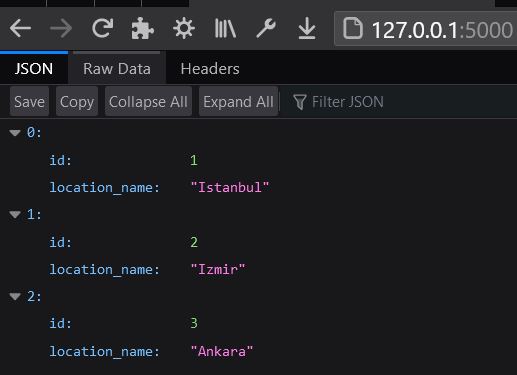 127.0.0.1:5000
JSON Raw Data Headers
Save Copy Collapse All Expand All Filter JSON
0:
id: 1
location_name: "Istanbul"
1:
id: 2
location_name: "Izmir"
2:
id: 3
location_name: "Ankara"